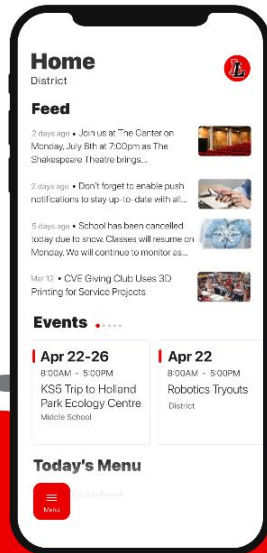 Home
District
Feed
2 days ago • Join us at The Center on
Monday, July 8th at 7:00pm as The
Shakespeare Theatre brings...
2 days ago • Don't forget to enable push
notifications to stay up-to-date with all...
5 days ago • School has been cancelled
today due to snow. Classes will resume on
Monday. We will continue to monitor as...
Mar 12 • CVE Giving Club Uses 3D
Printing for Service Projects
Events
Apr 22-26
8:00AM - 5:00PM
KS5 Trip to Holland
Park Ecology Centre
Middle School
Apr 22
8:00AM - 5:00PM
Robotics Tryouts
District
Today's Menu
Breakfast
Menu